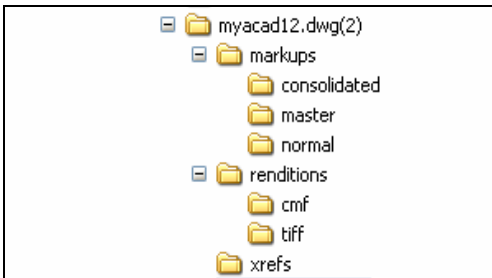 myacad12.dwg(2)
markups
consolidated
master
normal
renditions
cmf
tiff
xrefs